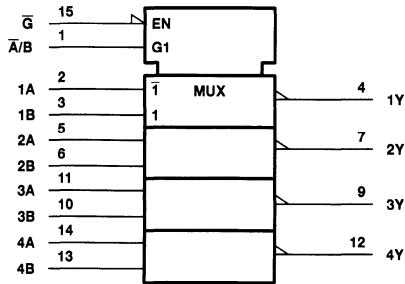 G̅ 15 EN
A̅/B 1 G1
1A 2 1̅ MUX 4 1Y
1B 3 1
2A 5 7 2Y
2B 6
3A 11 9 3Y
3B 10
4A 14 12 4Y
4B 13